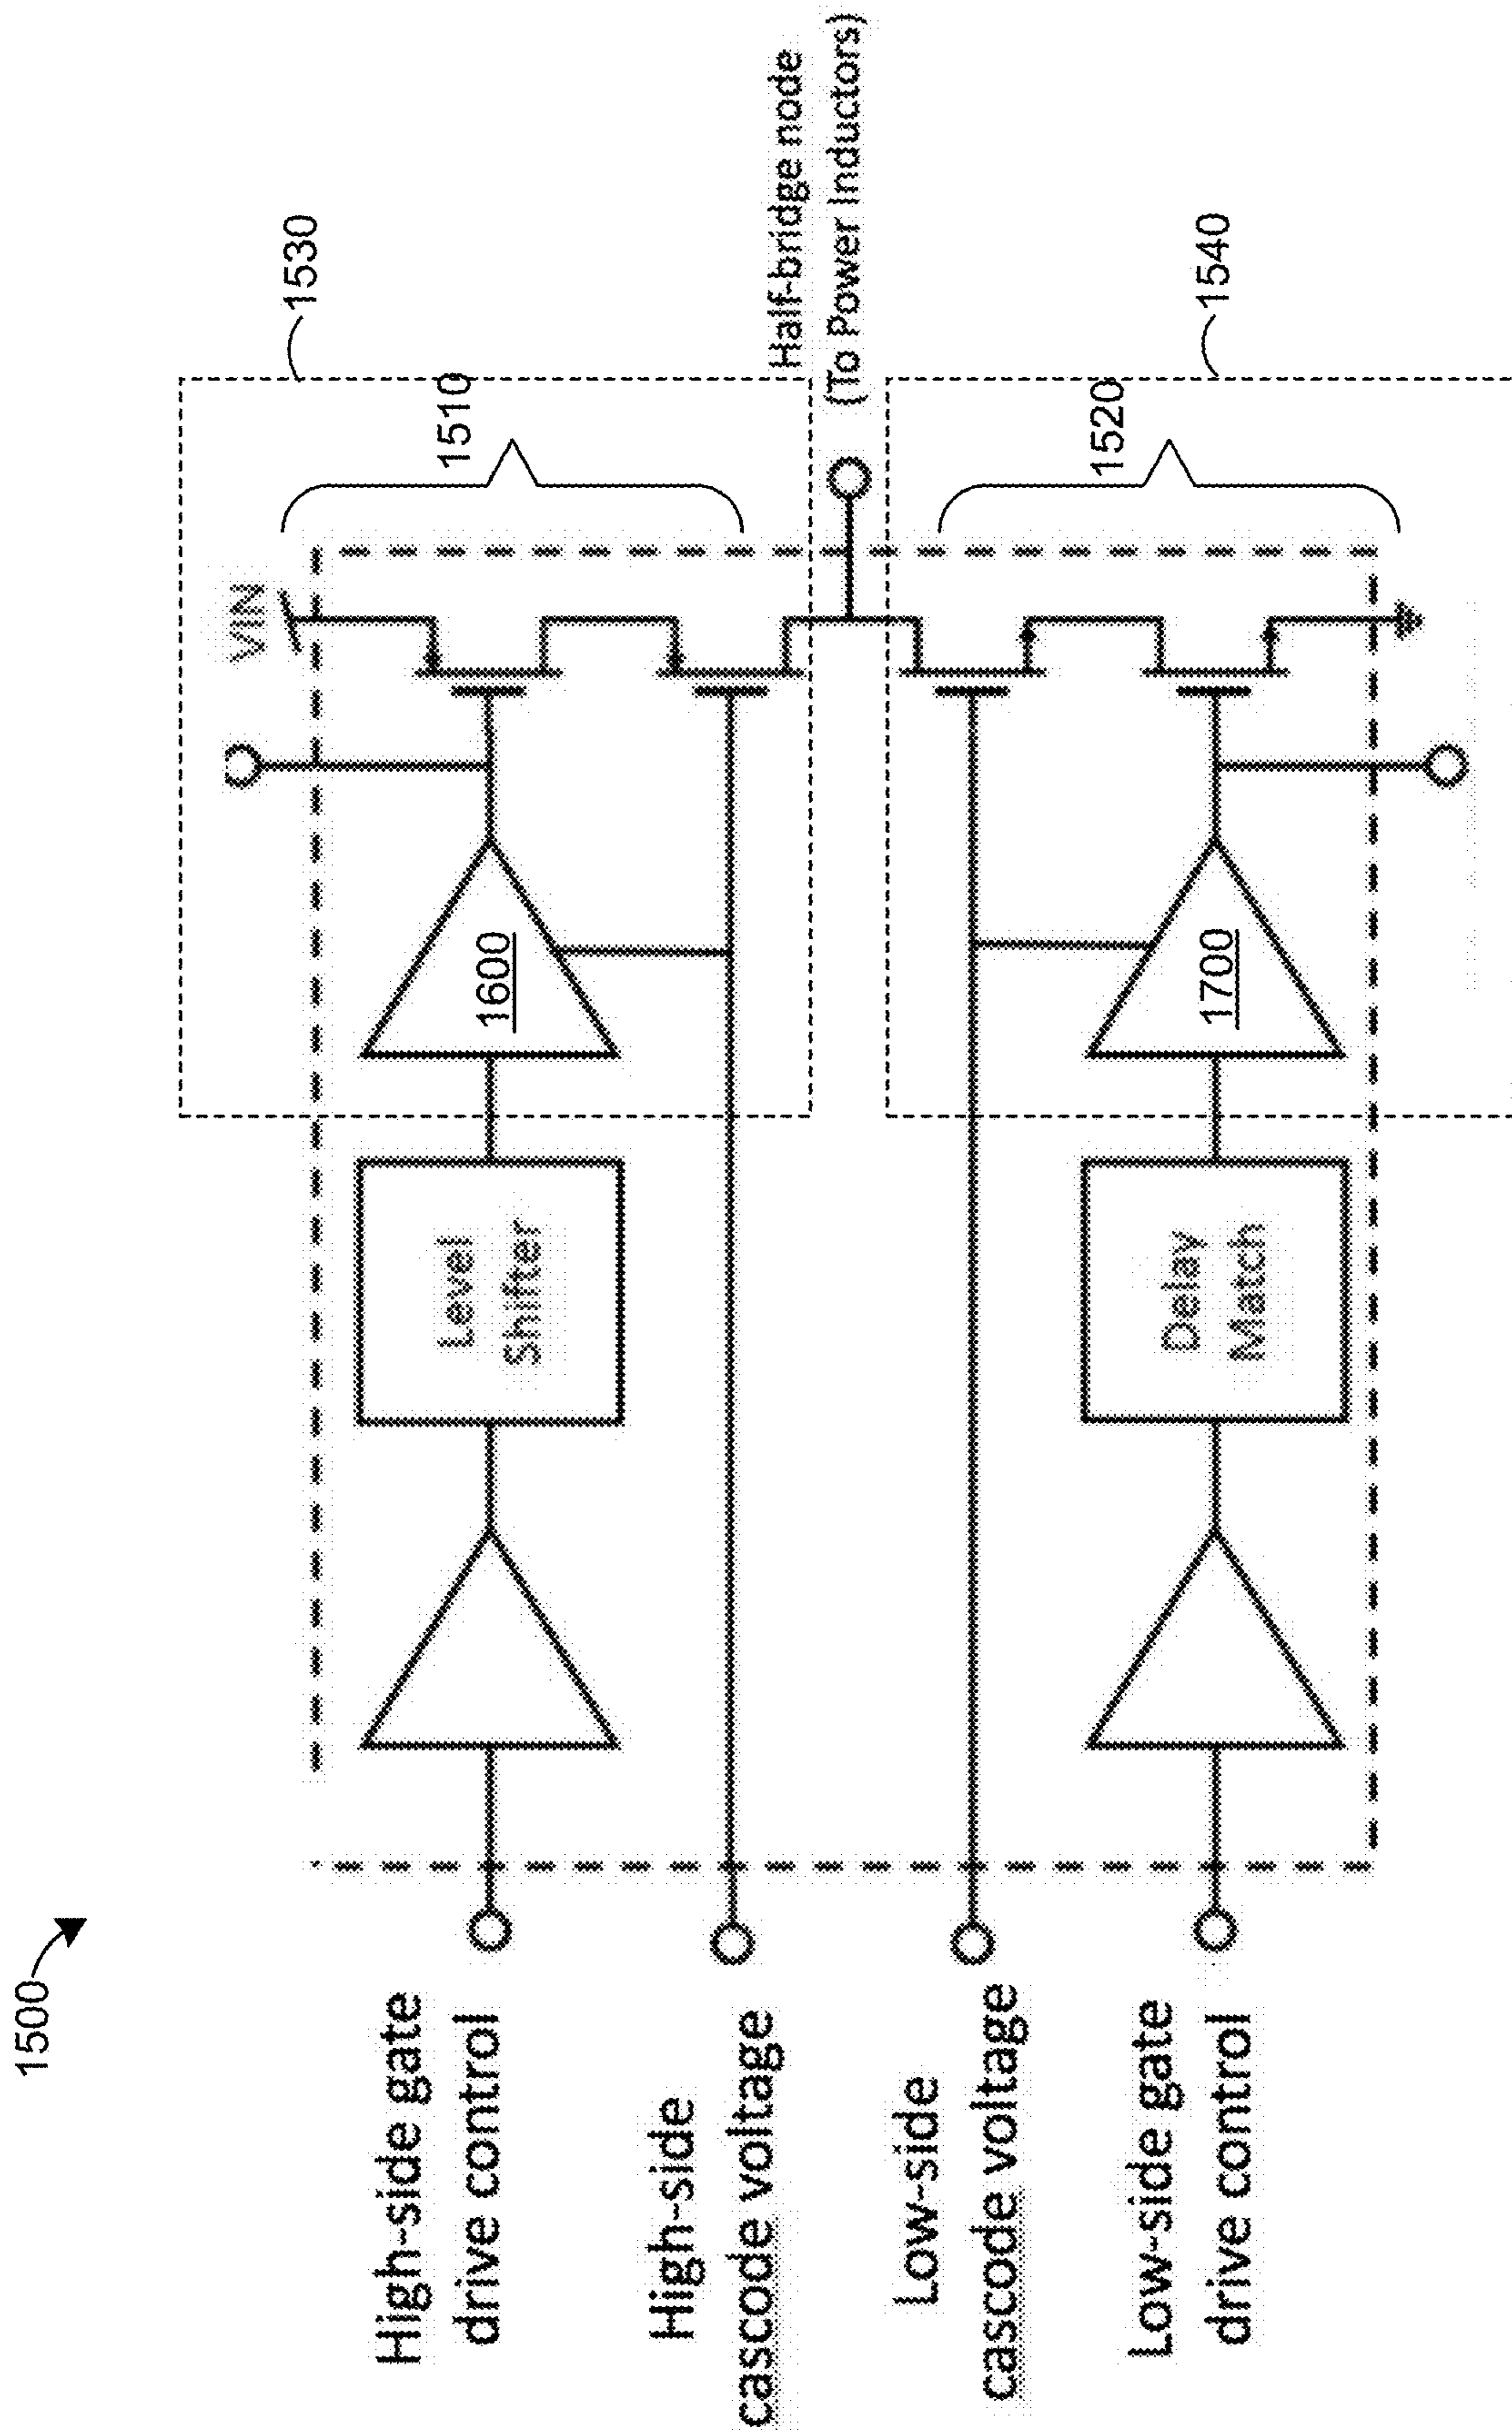 1500
High-side gate
drive control
High-side
cascode voltage
Low-side
cascode voltage
Low-side gate
drive control
Level
Shifter
Delay
Match
1600
1700
VIN
1510
1520
1530
1540
Half-bridge node
(To Power Inductors)